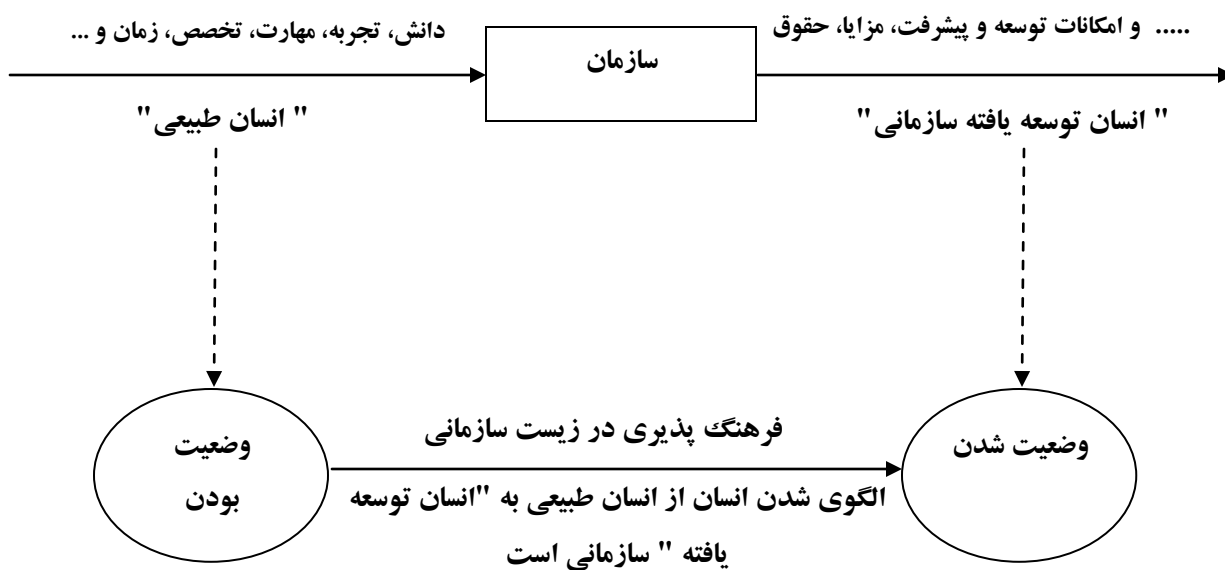 ..... و امکانات توسعه و پیشرفت، مزایا، حقوق
سازمان
دانش، تجربه، مهارت، تخصص، زمان و ...
" انسان توسعه یافته سازمانی"
" انسان طبیعی"
وضعیت شدن
فرهنگ پذیری در زیست سازمانی
وضعیت
بودن
الگوی شدن انسان از انسان طبیعی به "انسان توسعه
یافته " سازمانی است